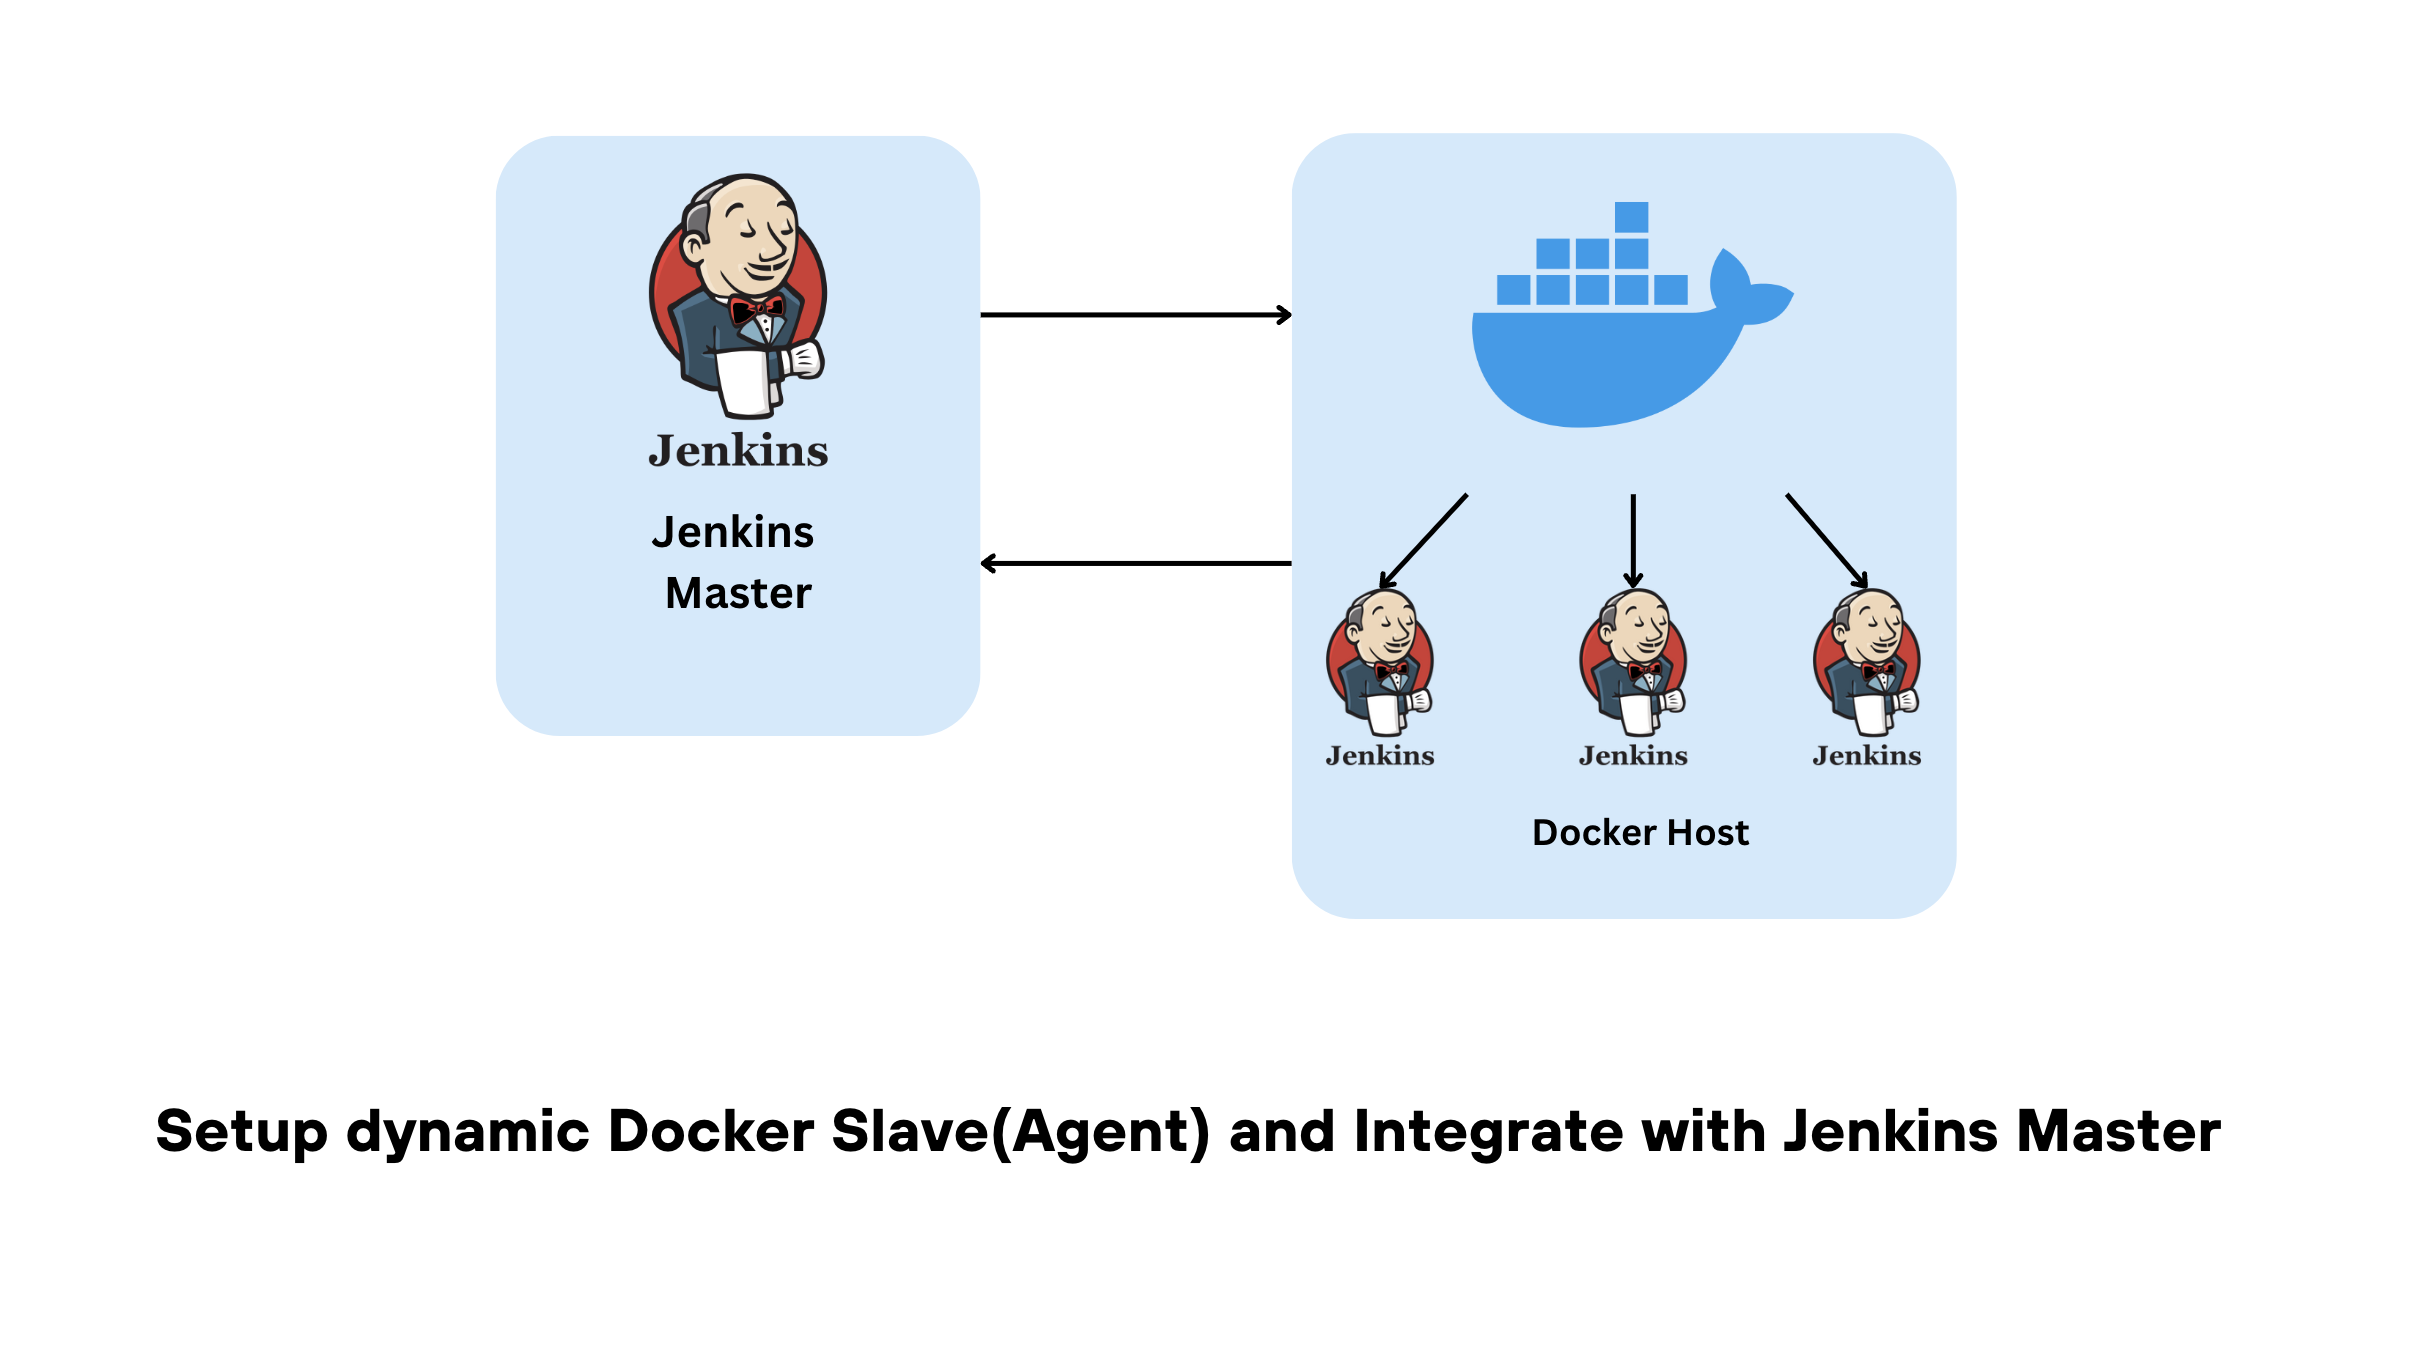 Jenkins
Jenkins
Master
Jenkins
Jenkins
Jenkins
Docker Host
Setup dynamic Docker Slave(Agent) and Integrate with Jenkins Master